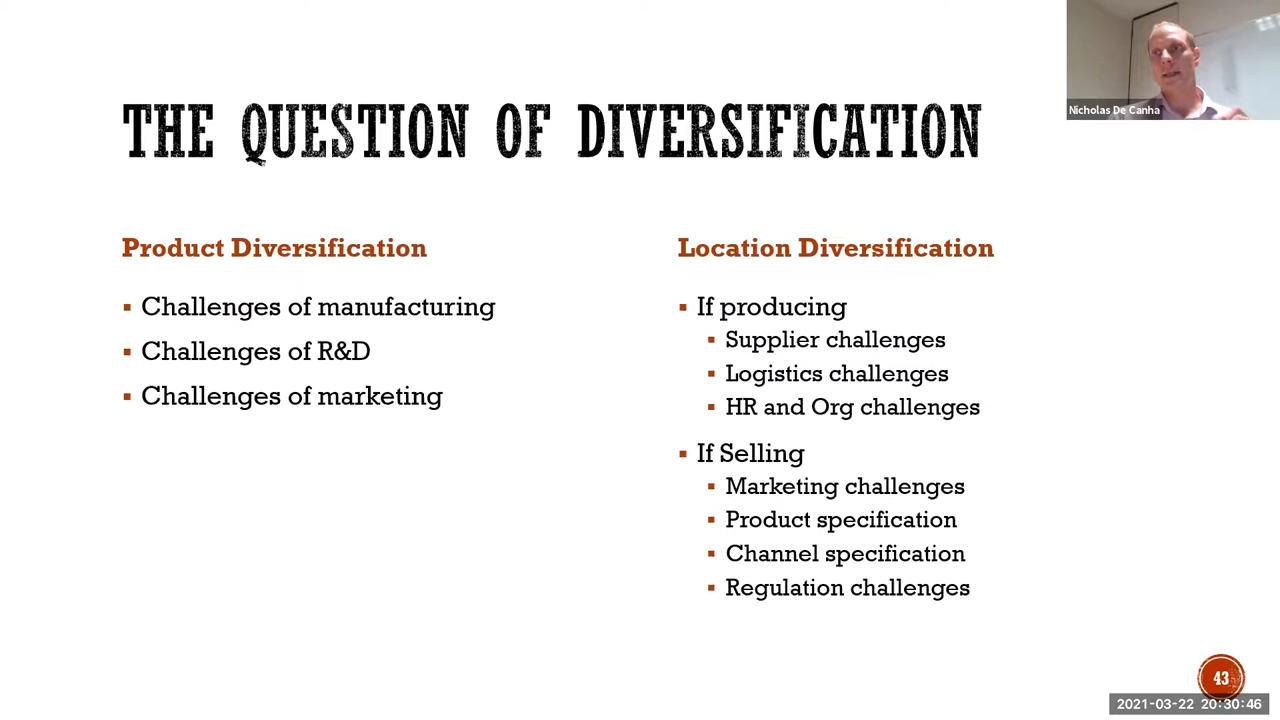 THE QUESTION OF DIVERSIFICATION
Nicholas De Canha
Product Diversification
Challenges of manufacturing
Challenges of R&D
Challenges of marketing
Location Diversification
If producing
Supplier challenges
Logistics challenges
HR and Org challenges
If Selling
Marketing challenges
Product specification
Channel specification
Regulation challenges
43
2021-03-22 20:30:46